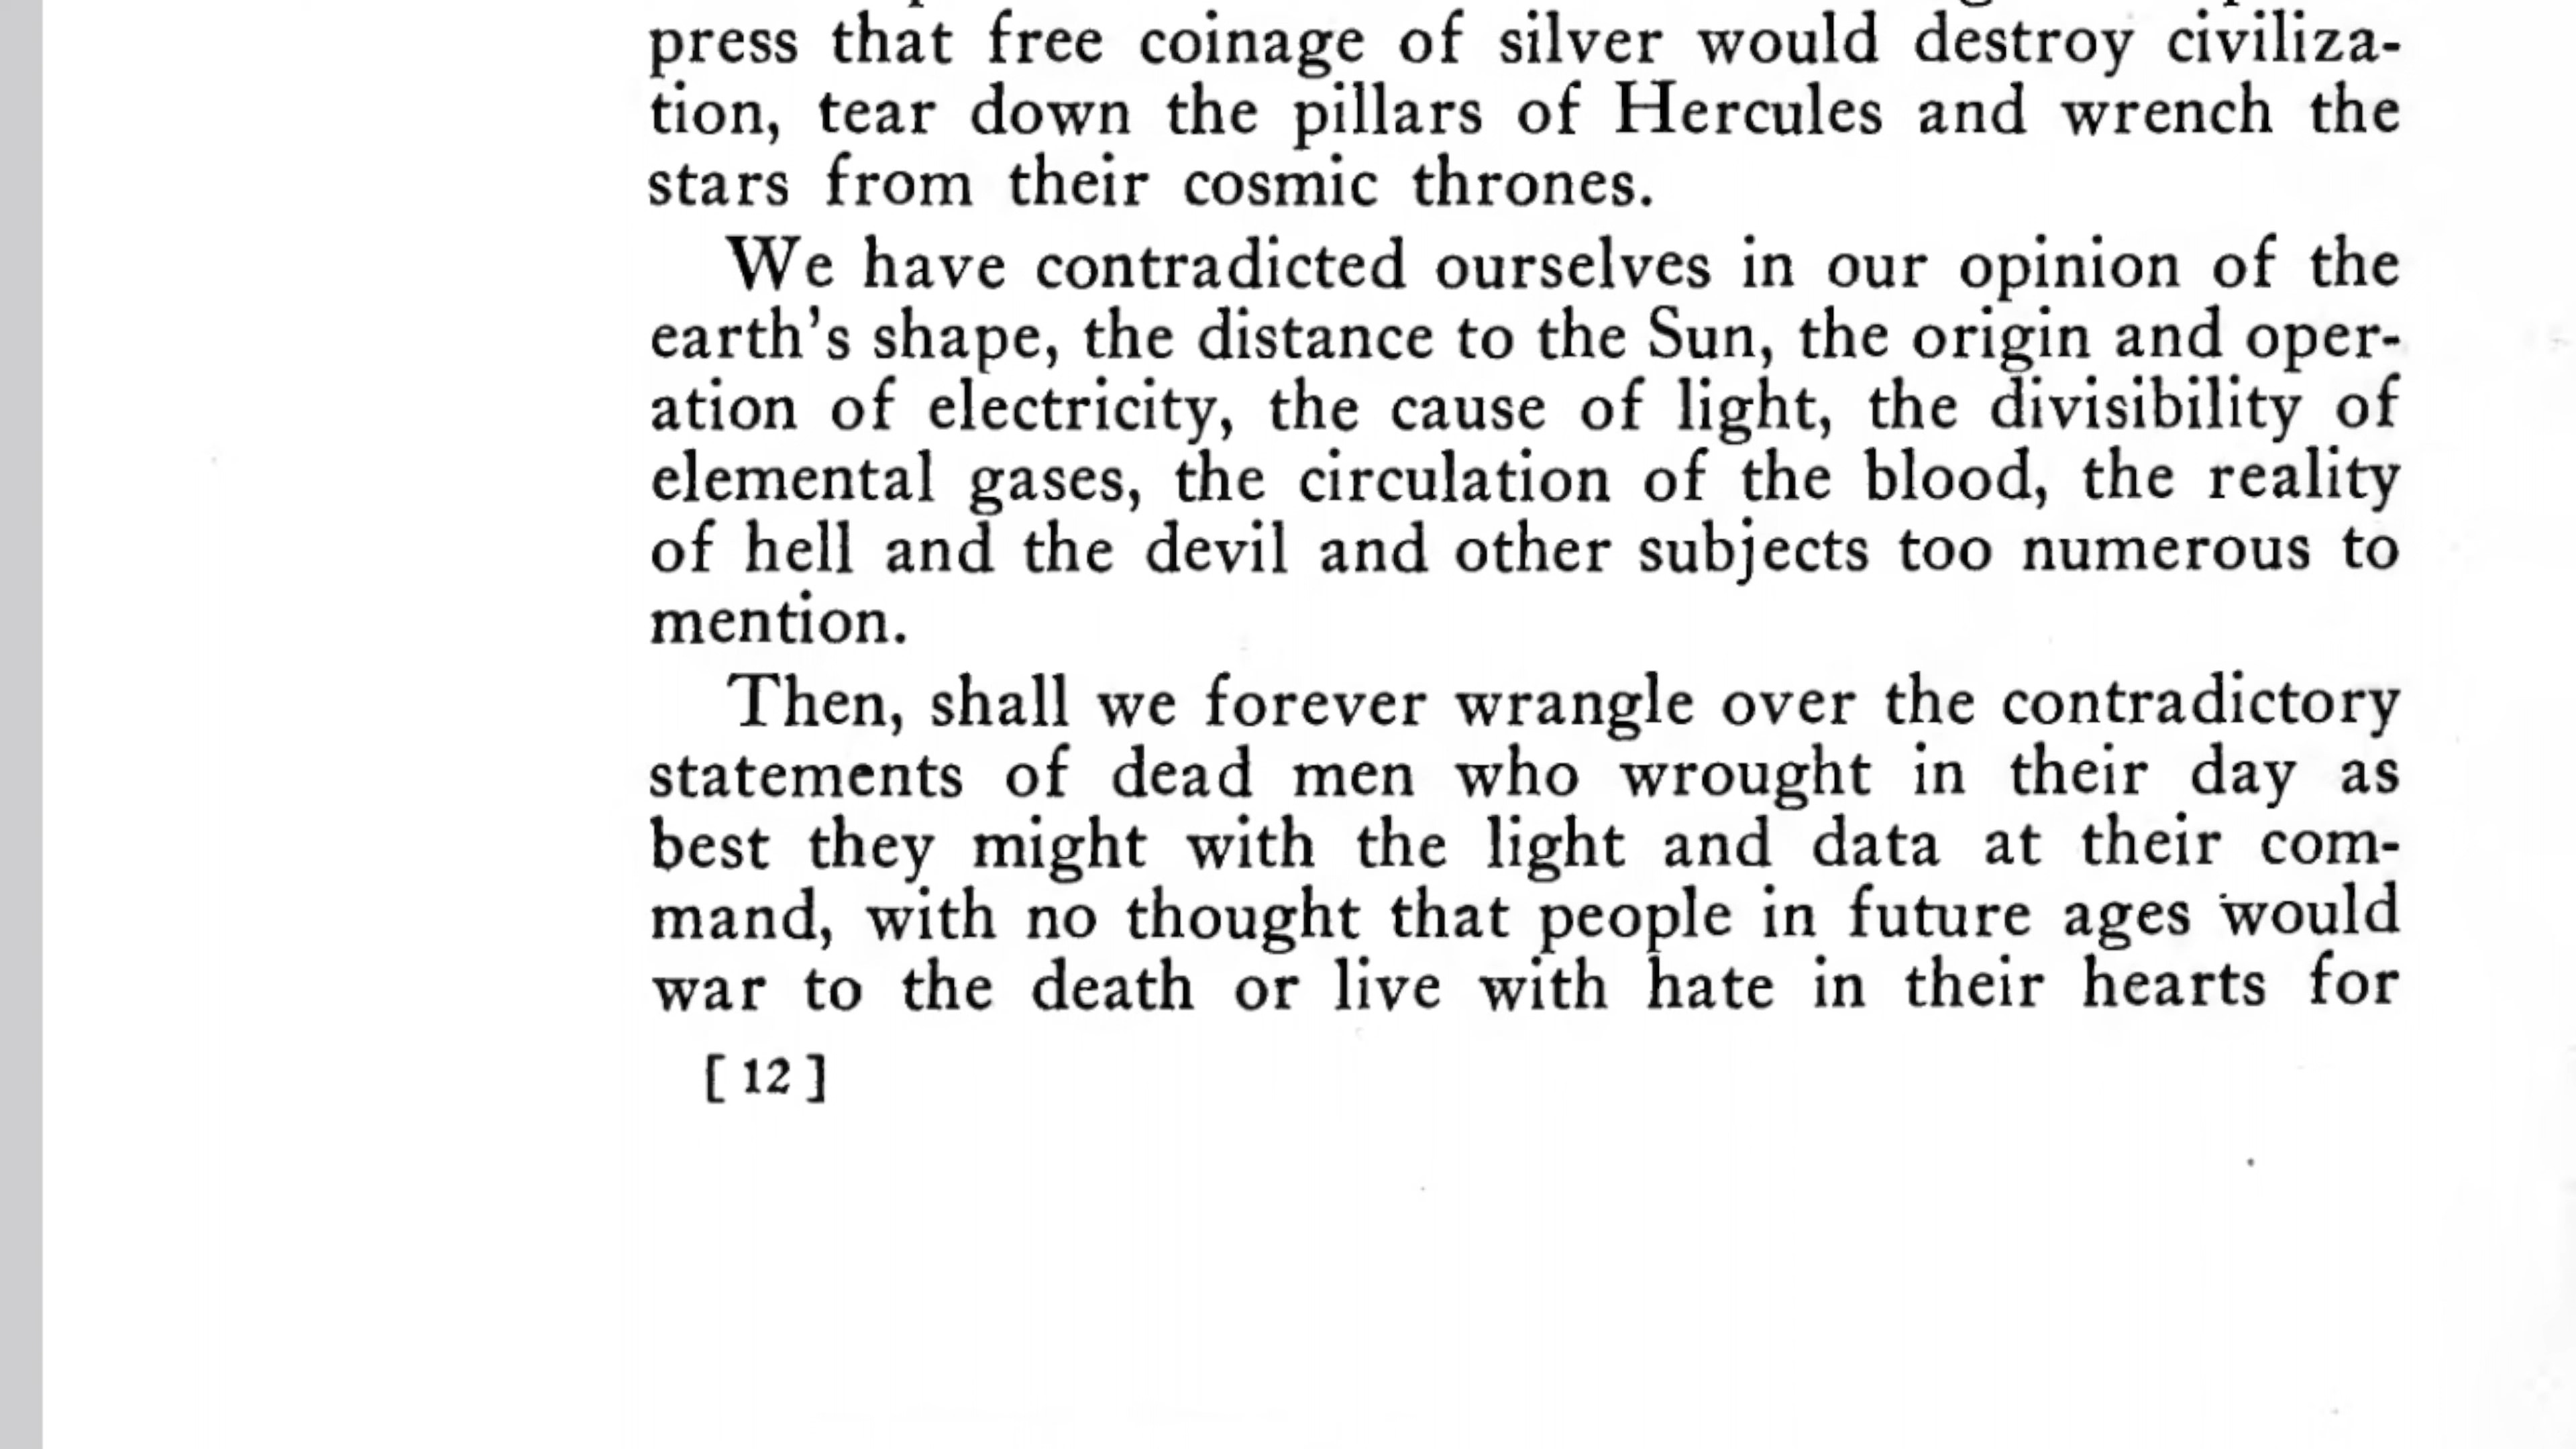 press that free coinage of silver would destroy civiliza-
tion, tear down the pillars of Hercules and wrench the
stars from their cosmic thrones.
We have contradicted ourselves in our opinion of the
earth's shape, the distance to the Sun, the origin and oper-
ation of electricity, the cause of light, the divisibility of
elemental gases, the circulation of the blood, the reality
of hell and the devil and other subjects too numerous to
mention.
Then, shall we forever wrangle over the contradictory
statements of dead men who wrought in their day as
best they might with the light and data at their com-
mand, with no thought that people in future ages would
war to the death or live with hate in their hearts for
[ 12 ]